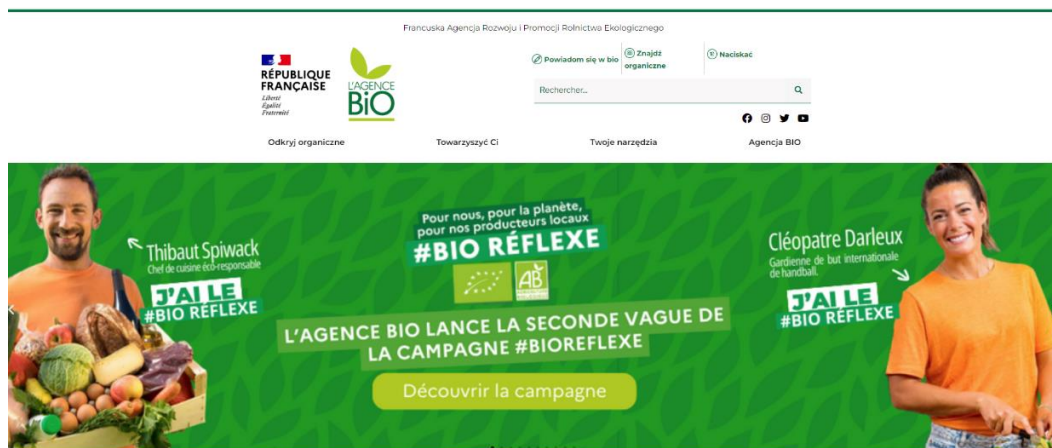 Francuska Agencja Rozwoju i Promocji Rolnictwa Ekologicznego
RÉPUBLIQUE
FRANÇAISE
Liberté
Égalité
Fraternité
L'AGENCE
BiO
Powiadom się w bio
Znajdź
organiczne
Naciskać
Rechercher...
Odkryj organiczne
Towarzyszyć Ci
Twoje narzędzia
Agencja BIO
Thibaut Spiwack
Chef de cuisine éco-responsable
J'AI LE
#BIO RÉFLEXE
Pour nous, pour la planète,
pour nos producteurs locaux
#BIO RÉFLEXE
AB
L'AGENCE BIO LANCE LA SECONDE VAGUE DE
LA CAMPAGNE #BIOREFLEXE
Découvrir la campagne
Cléopatre Darleux
Gardienne de but internationale
de handball.
J'AI LE
#BIO RÉFLEXE